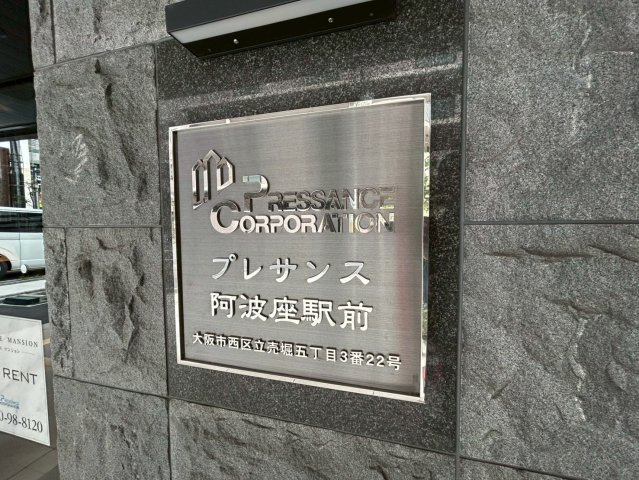 PRESSANCE
CORPORATION
プレサンス
阿波座駅前
大阪市西区立売堀五丁目3番22号
MANSION
RENT
0-98-8120